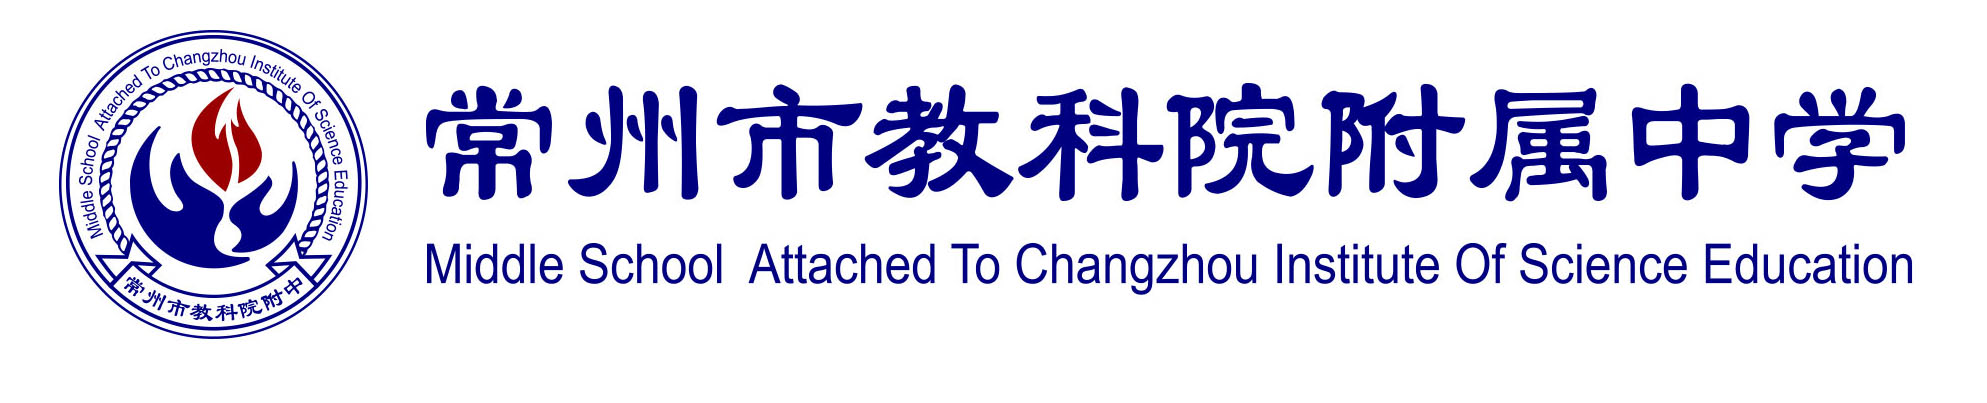 Middle School Attached To Changzhou Institute Of Science Education
常州市教科院附中
常州市教科院附属中学
Middle School Attached To Changzhou Institute Of Science Education